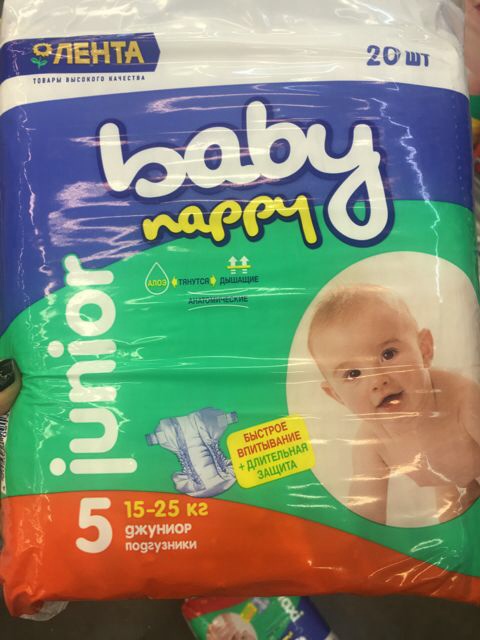 ЛЕНТА
ТОВАРЫ ВЫСОКОГО КАЧЕСТВА
20 шт
baby
nappy
АЛОЭ ТЯНУТСЯ ДЫШАЩИЕ
АНАТОМИЧЕСКИЕ
junior
БЫСТРОЕ
ВПИТЫВАНИЕ
+ ДЛИТЕЛЬНАЯ
ЗАЩИТА
5
15-25 кг
джуниор
подгузники